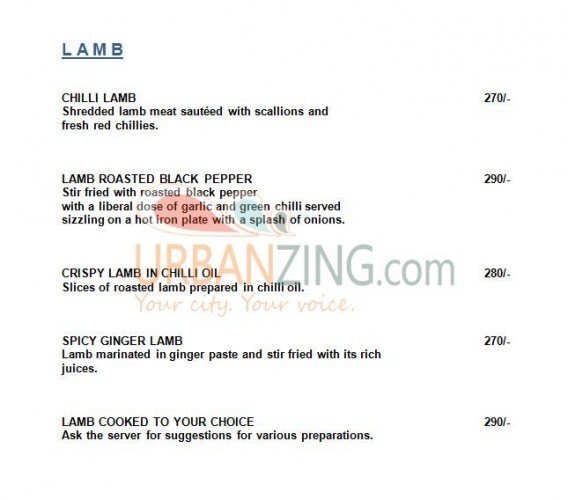 LAMB
CHILLI LAMB 270/-
Shredded lamb meat sautéed with scallions and
fresh red chillies.
LAMB ROASTED BLACK PEPPER 290/-
Stir fried with roasted black pepper
with a liberal dose of garlic and green chilli served
sizzling on a hot iron plate with a splash of onions.
URBANZING.com
CRISPY LAMB IN CHILLI OIL 280/-
Slices of roasted lamb prepared in chilli oil.
Your city. Your voice.
SPICY GINGER LAMB 270/-
Lamb marinated in ginger paste and stir fried with its rich
juices.
LAMB COOKED TO YOUR CHOICE 290/-
Ask the server for suggestions for various preparations.